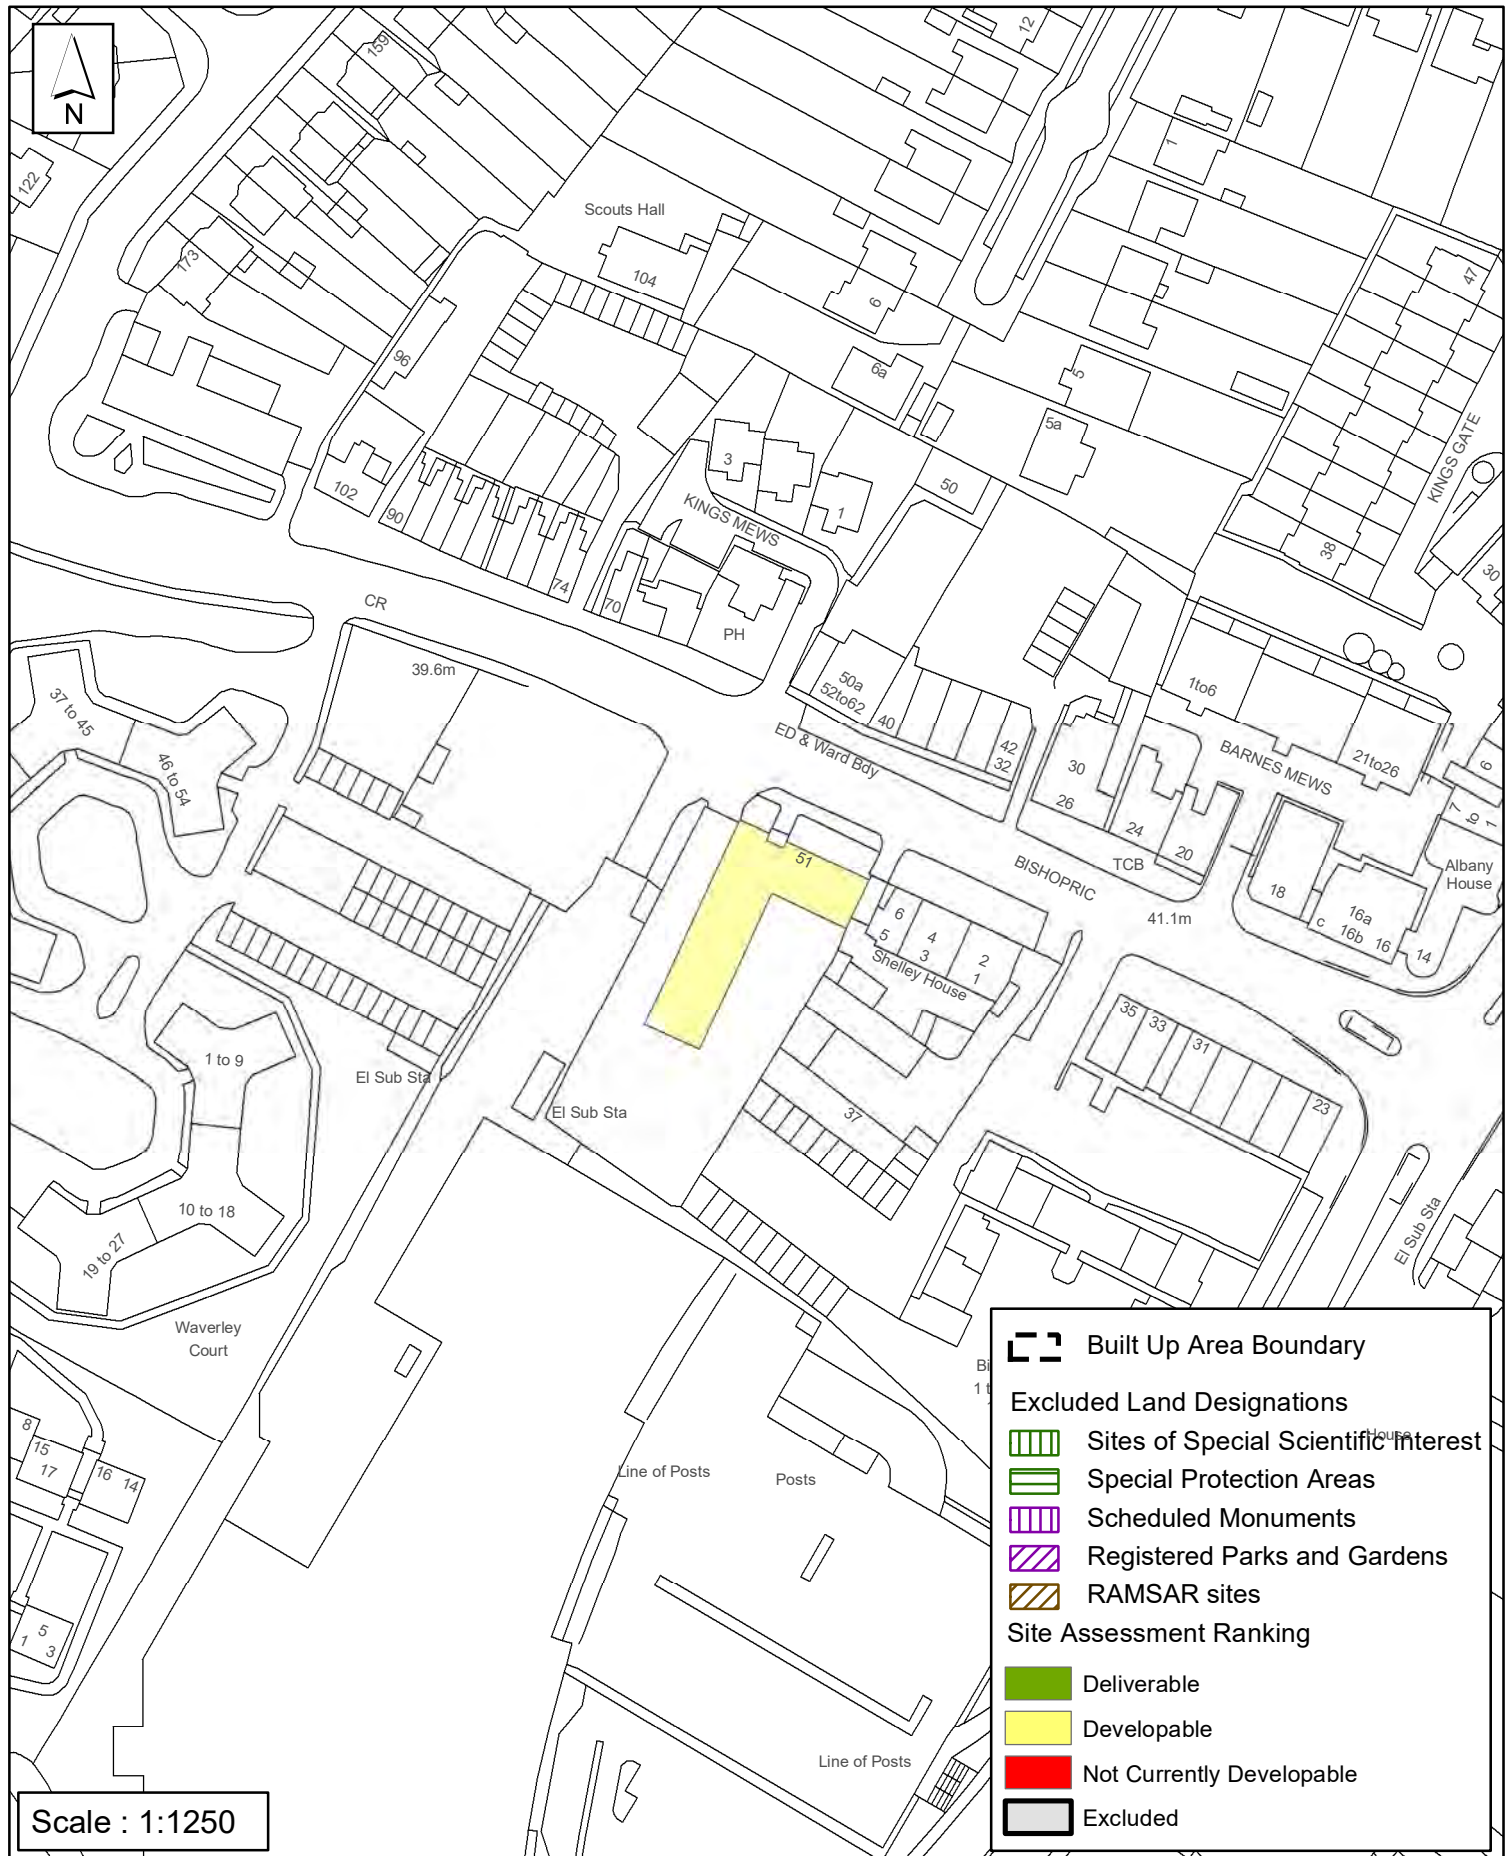 N
12
159
122
Scouts Hall
104
1
173
6
47
96
6a
5
5a
3
1
50
KINGS MEWS
KINGS GATE
102
90
74
70
PH
38
30
CR
39.6m
50a
52to62
40
42
32
ED & Ward Bdy
1to6
BARNES MEWS
21to26
6
37 to 45
46 to 54
30
26
24
20
TCB
BISHOPRIC
41.1m
1 to 7
Albany
House
18
c
16a
16b
16
14
51
6
5
4
3
2
1
Shelley House
35
33
31
23
37
1 to 9
El Sub Sta
El Sub Sta
10 to 18
19 to 27
El Sub Sta
Waverley
Court
8
15
17
16
14
5
1
3
Line of Posts
Posts
Line of Posts
Bi
1 t
House
Built Up Area Boundary
Excluded Land Designations
Sites of Special Scientific Interest
Special Protection Areas
Scheduled Monuments
Registered Parks and Gardens
RAMSAR sites
Site Assessment Ranking
Deliverable
Developable
Not Currently Developable
Excluded
Scale : 1:1250